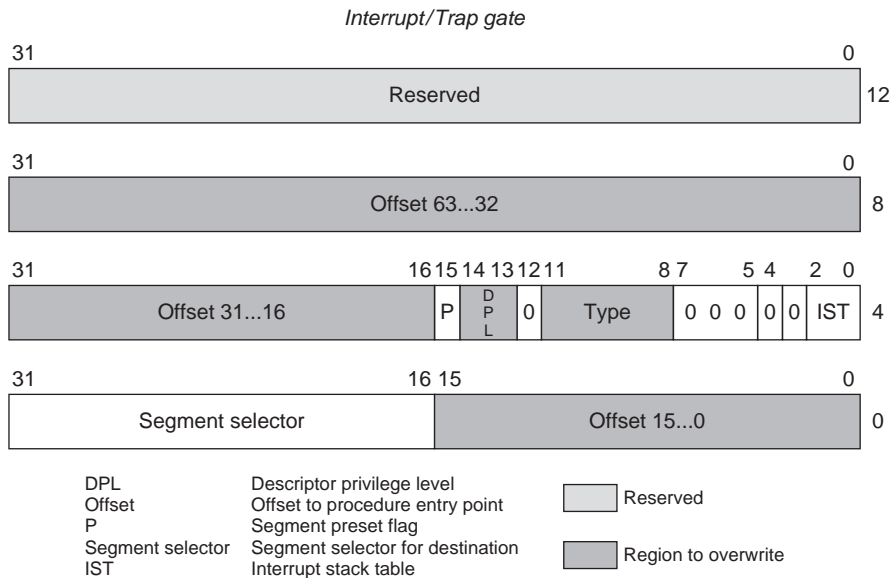 Interrupt/Trap gate
31 0
Reserved 12
31 0
Offset 63...32 8
31 16 15 14 13 12 11 8 7 5 4 2 0
Offset 31...16 P DPL 0 Type 0 0 0 0 0 IST 4
31 16 15 0
Segment selector Offset 15...0 0
DPL Descriptor privilege level
Offset Offset to procedure entry point
P Segment preset flag
Segment selector Segment selector for destination
IST Interrupt stack table
Reserved
Region to overwrite